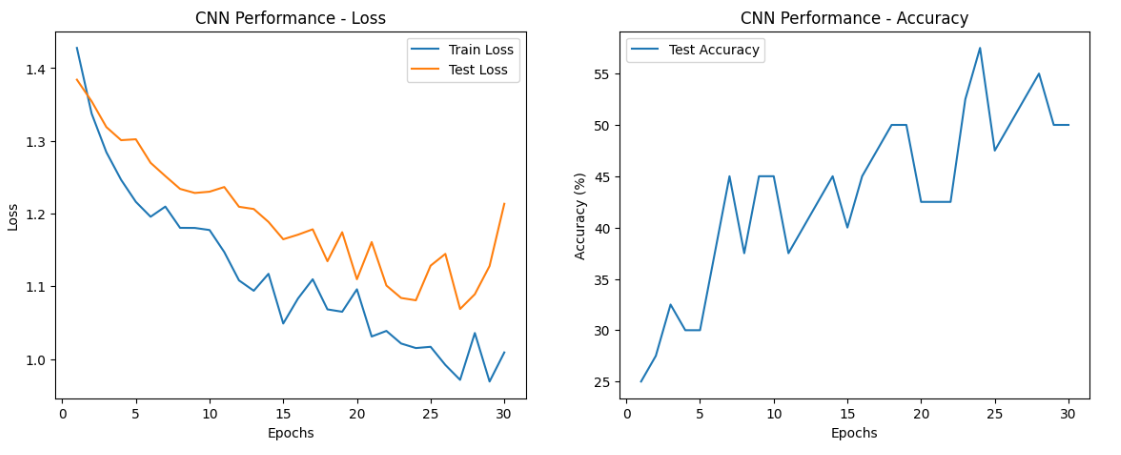 CNN Performance - Loss
Train Loss
Test Loss
1.4
1.3
1.2
1.1
1.0
Loss
0 5 10 15 20 25 30
Epochs
CNN Performance - Accuracy
Test Accuracy
55
50
45
40
35
30
25
Accuracy (%)
0 5 10 15 20 25 30
Epochs